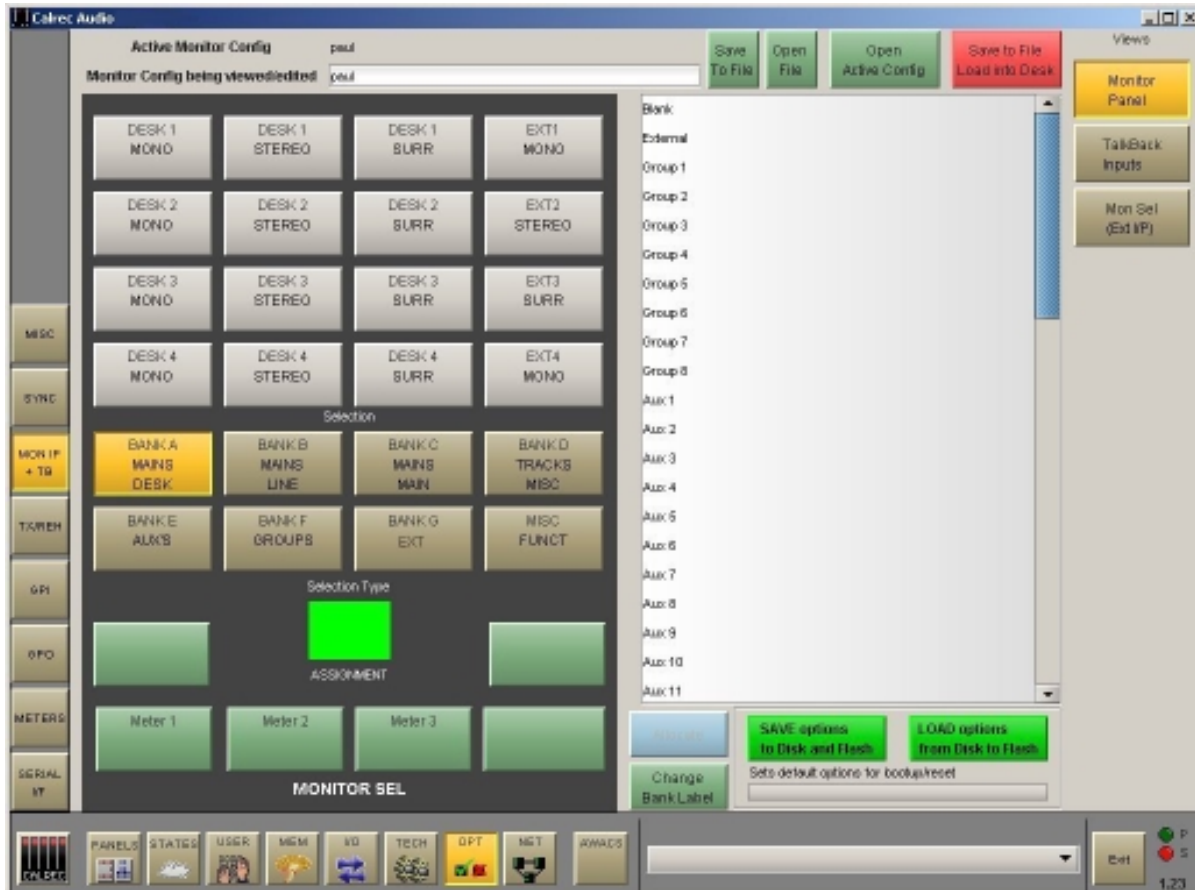 Calrec Audio
Active Monitor Config paul
Monitor Config being viewed/edited paul
Save
To File
Open
File
Open
Active Config
Save to File
Load into Desk
Views
Monitor
Panel
TalkBack
Inputs
Mon Sel
(Ext I/P)
DESK 1
MONO
DESK 1
STEREO
DESK 1
SURR
EXT1
MONO
DESK 2
MONO
DESK 2
STEREO
DESK 2
SURR
EXT2
STEREO
DESK 3
MONO
DESK 3
STEREO
DESK 3
SURR
EXT3
SURR
DESK 4
MONO
DESK 4
STEREO
DESK 4
SURR
EXT4
MONO
Selection
BANK A
MAINS
DESK
BANK B
MAINS
LINE
BANK C
MAINS
MAIN
BANK D
TRACKS
MISC
BANK E
AUX'S
BANK F
GROUPS
BANK G
EXT
MISC
FUNCT
Selection Type
ASSIGNMENT
Meter 1
Meter 2
Meter 3
MONITOR SEL
Blank
External
Group 1
Group 2
Group 3
Group 4
Group 5
Group 6
Group 7
Group 8
Aux 1
Aux 2
Aux 3
Aux 4
Aux 5
Aux 6
Aux 7
Aux 8
Aux 9
Aux 10
Aux 11
Change
Bank Label
SAVE options
to Disk and Flash
LOAD options
from Disk to Flash
Sets default options for bootup/reset
MISC
SYNC
MON IP
+ TB
TX/REH
GPI
GPO
METERS
SERIAL
I/F
CALREC
PANELS
STATES
USER
MEM
I/O
TECH
OPT
NET
AWACS
Exit
P
S
1.23